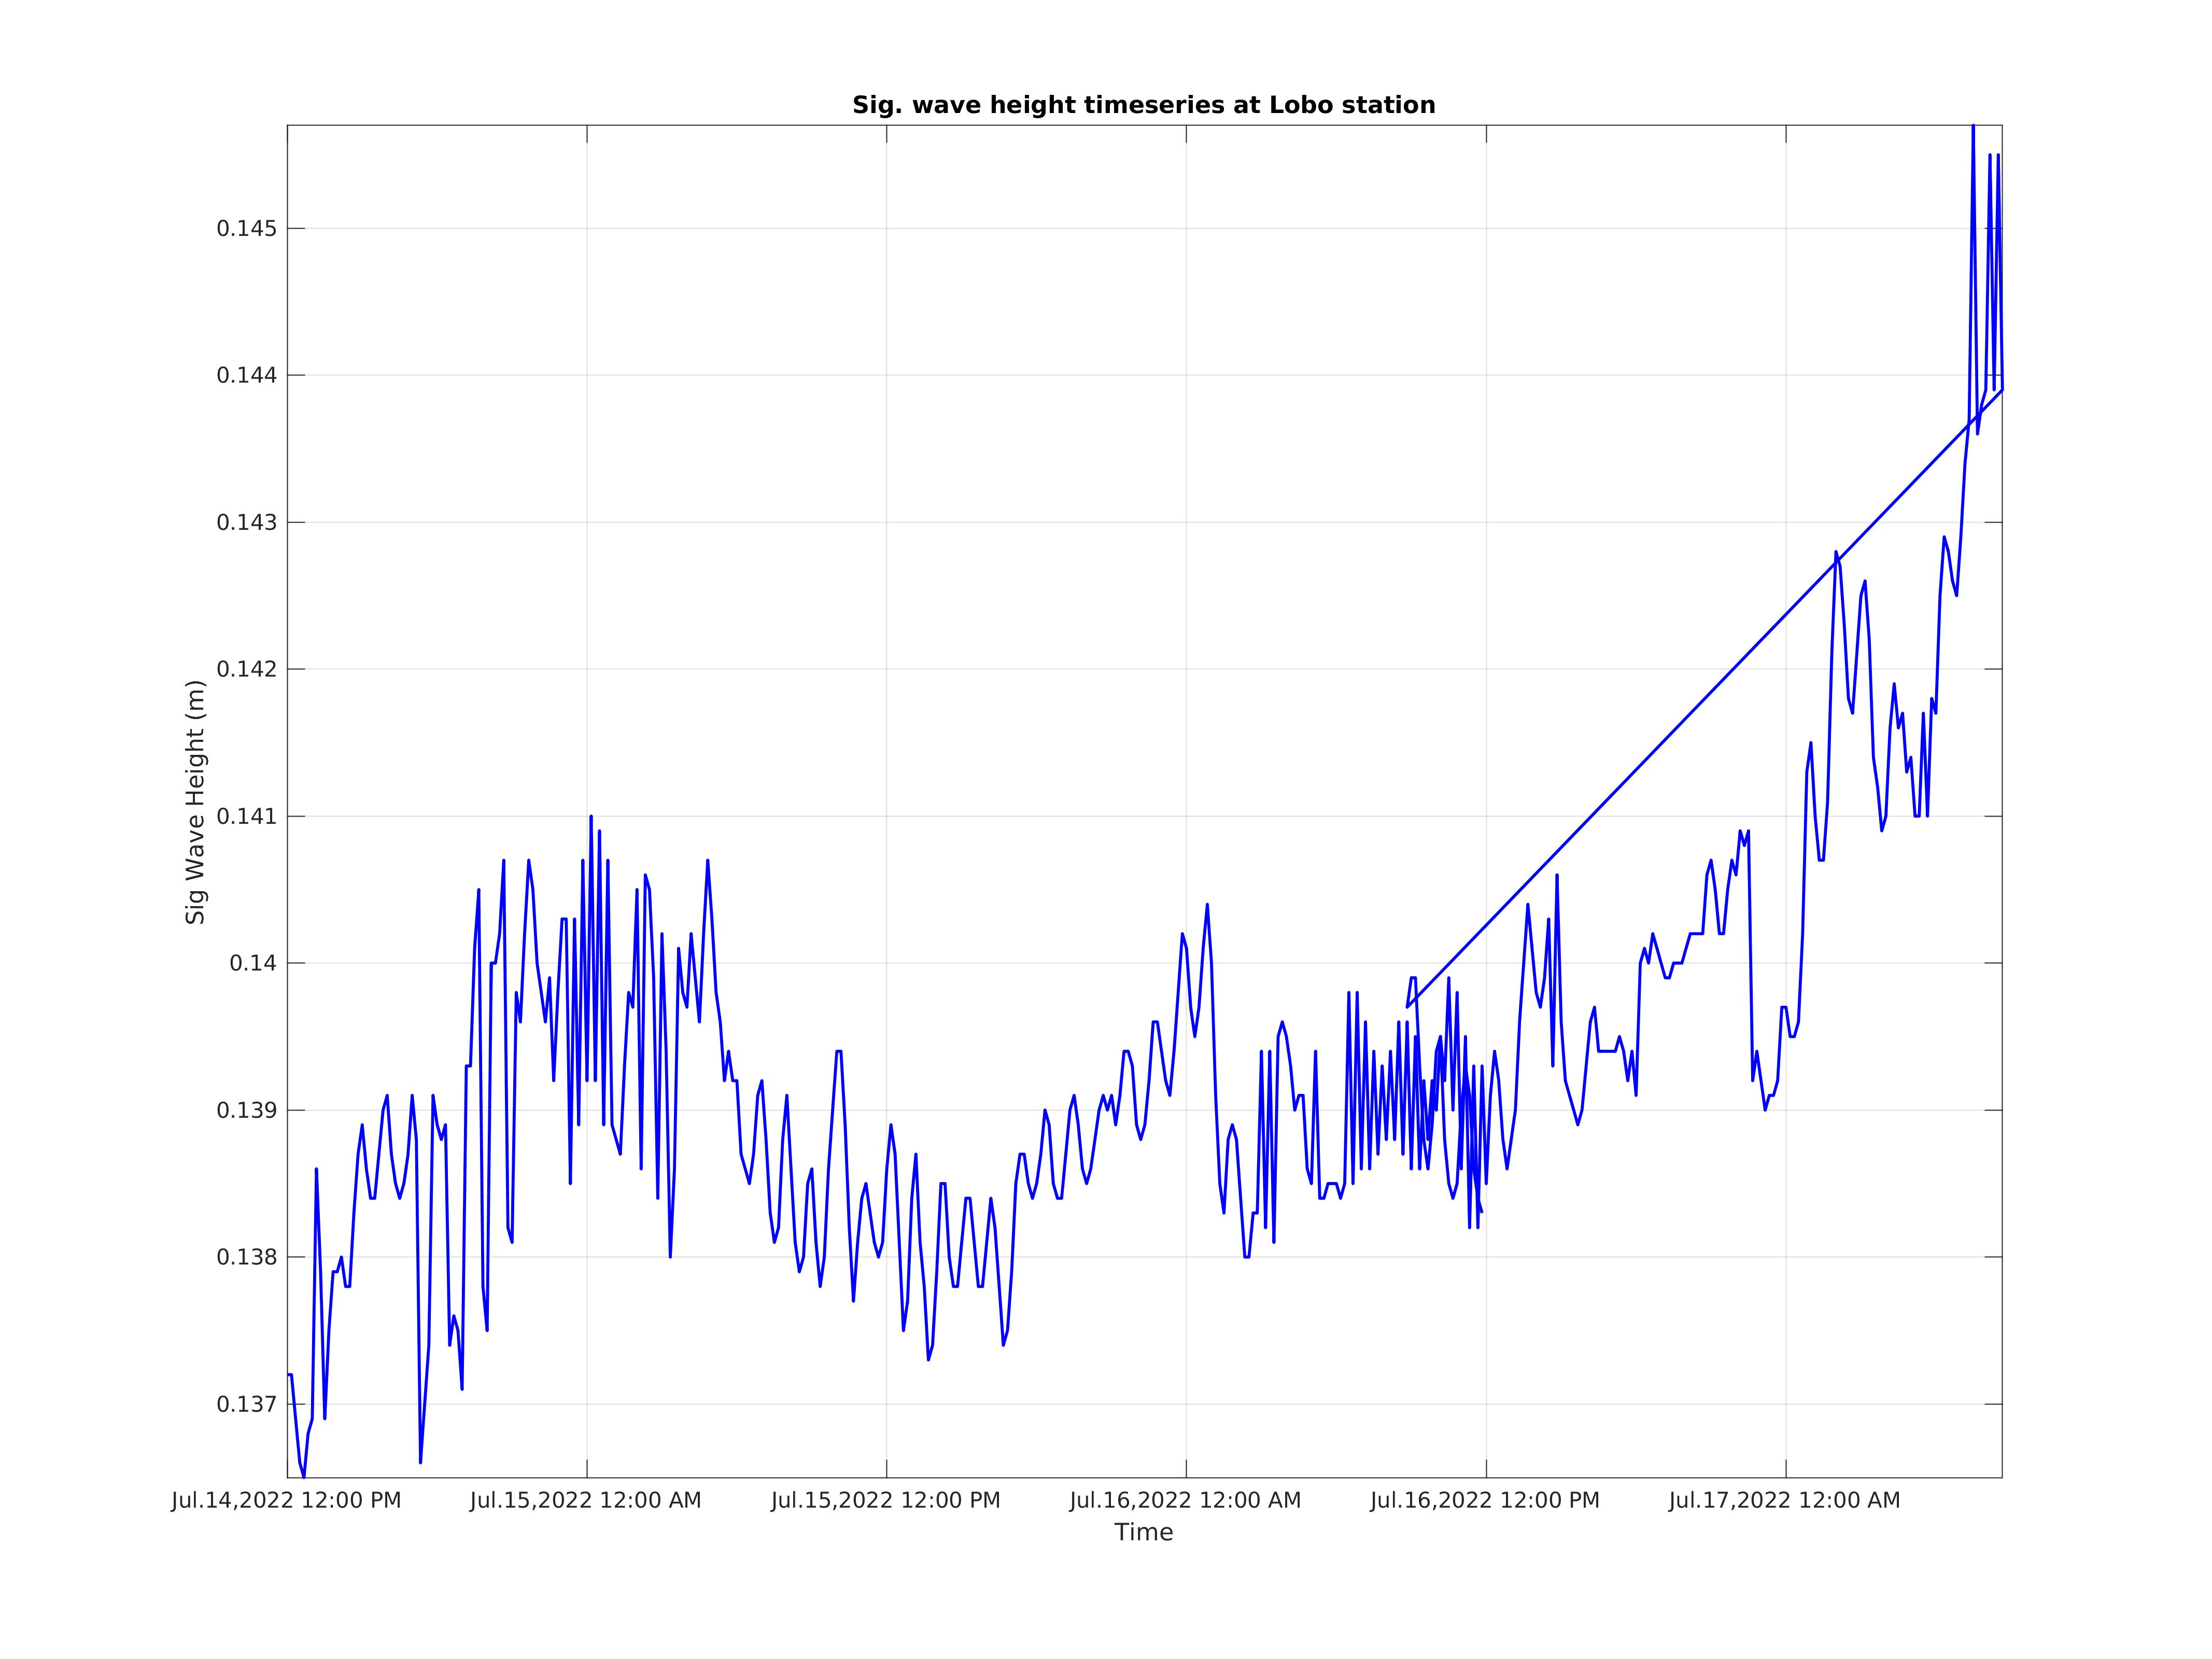 Sig. wave height timeseries at Lobo station
0.145
0.144
0.143
0.142
0.141
0.14
0.139
0.138
0.137
Sig Wave Height (m)
Jul.14,2022 12:00 PM
Jul.15,2022 12:00 AM
Jul.15,2022 12:00 PM
Jul.16,2022 12:00 AM
Jul.16,2022 12:00 PM
Jul.17,2022 12:00 AM
Time